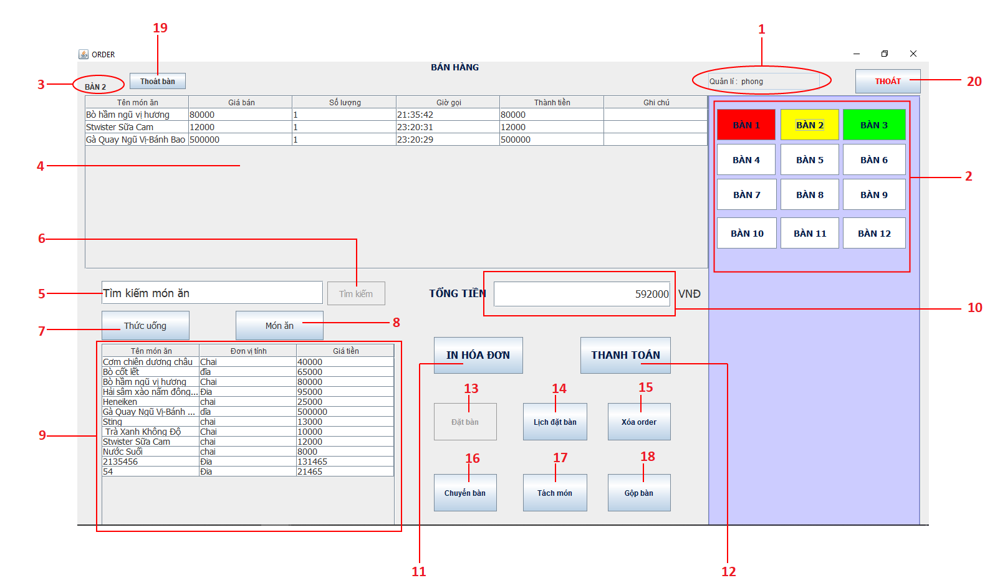 19
1
ORDER
BÁN HÀNG
3
BÀN 2
Thoát bàn
Quản lí : phong
THOÁT
20
Tên món ăn Giá bán Số lượng Giờ gọi Thành tiền Ghi chú
Bò hầm ngũ vị hương 80000 1 21:35:42 80000
Stwister Sữa Cam 12000 1 23:20:31 12000
Gà Quay Ngũ Vị-Bánh Bao 500000 1 23:20:29 500000
BÀN 1 BÀN 2 BÀN 3
BÀN 4 BÀN 5 BÀN 6
BÀN 7 BÀN 8 BÀN 9
BÀN 10 BÀN 11 BÀN 12
4
2
6
5
Tìm kiếm món ăn
Tìm kiếm
TỔNG TIỀN
592000
VNĐ
10
7
Thức uống
Món ăn
8
Tên món ăn Đơn vị tính Giá tiền
Cơm chiên dương châu Chai 40000
Bò cốt lết đĩa 65000
Bò hầm ngũ vị hương Chai 80000
Hải sâm xào nấm đông... Đia 95000
Heneiken chai 25000
Gà Quay Ngũ Vị-Bánh ... dĩa 500000
Sting chai 13000
Trà Xanh Không Độ Chai 10000
Stwister Sữa Cam chai 12000
Nước Suối chai 8000
2135456 Đia 131465
54 Đia 21465
9
IN HÓA ĐƠN
THANH TOÁN
13 14 15
Đặt bàn Lịch đặt bàn Xóa order
16 17 18
Chuyển bàn Tách món Gộp bàn
11
12